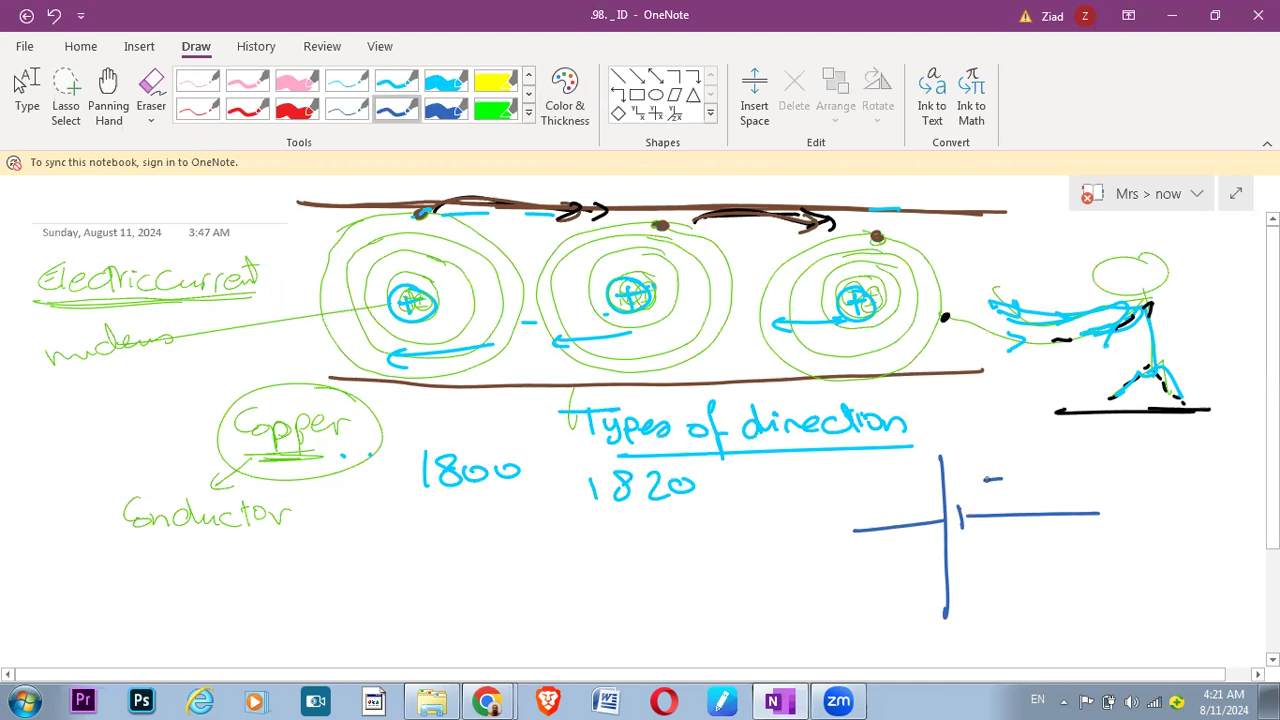 .98. _ ID - OneNote
Ziad
Z
File
Home
Insert
Draw
History
Review
View
Type
Lasso Select
Panning Hand
Eraser
Color & Thickness
Insert Space
Delete
Arrange
Rotate
Ink to Text
Ink to Math
Tools
Shapes
Edit
Convert
To sync this notebook, sign in to OneNote.
Mrs > now
Sunday, August 11, 2024
3:47 AM
Electric Current
+
+
+
-
Copper
Conductor
Types of direction
1800
1820
Pr
Ps
EN
4:21 AM
8/11/2024